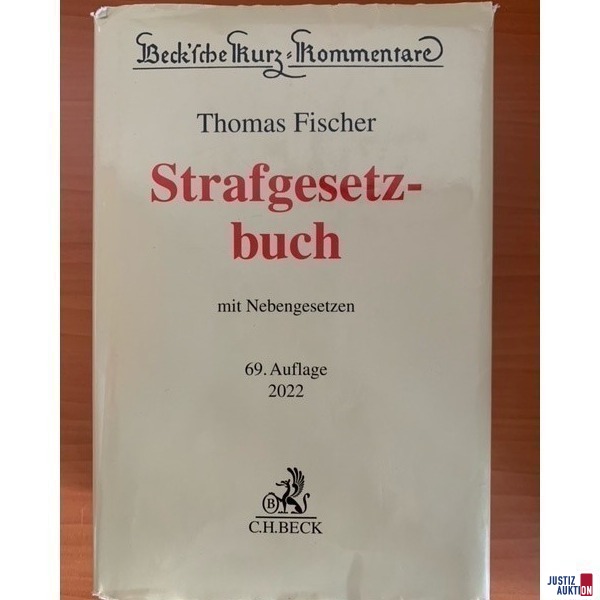 Beck'sche Kurz=Kommentare
Thomas Fischer
Strafgesetz-
buch
mit Nebengesetzen
69. Auflage
2022
B
C.H.BECK
JUSTIZ
AUKTION